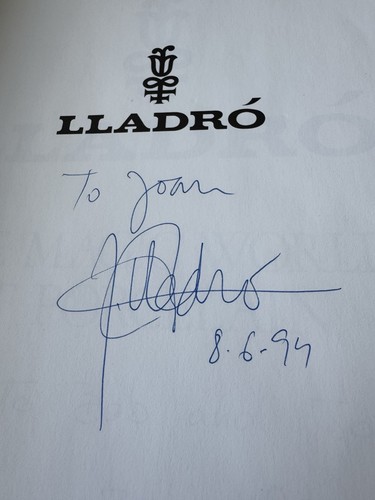 LLADRÓ
To Joan
Lladró
8.6.94